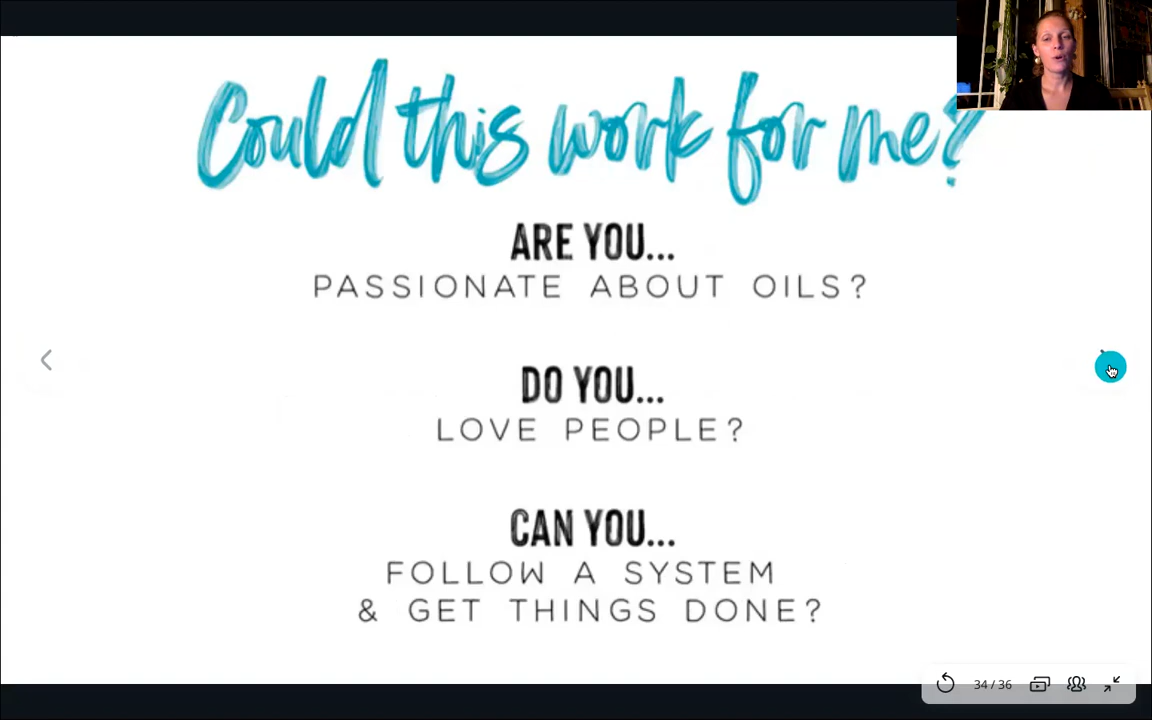 Could this work for me?
ARE YOU...
PASSIONATE ABOUT OILS?
DO YOU...
LOVE PEOPLE?
CAN YOU...
FOLLOW A SYSTEM
& GET THINGS DONE?
34 / 36